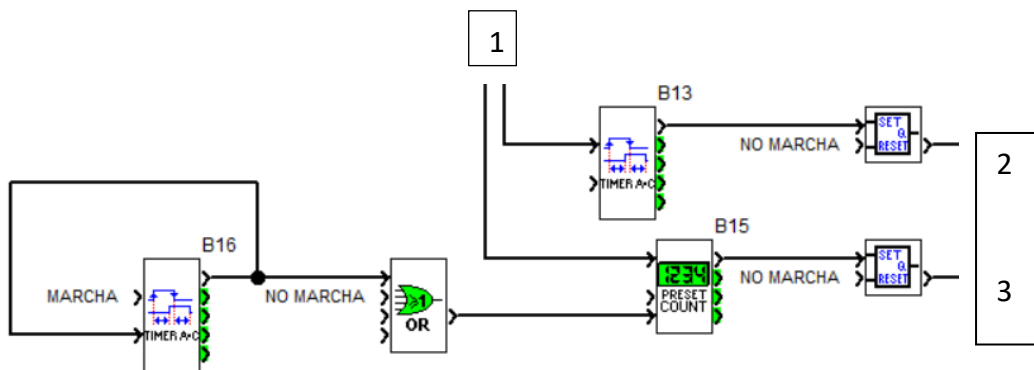 1
B13
SET
Q
RESET
NO MARCHA
TIMER A•C
2
B15
SET
Q
RESET
NO MARCHA
1234
PRESET
COUNT
3
B16
MARCHA
TIMER A•C
NO MARCHA
≥1
OR